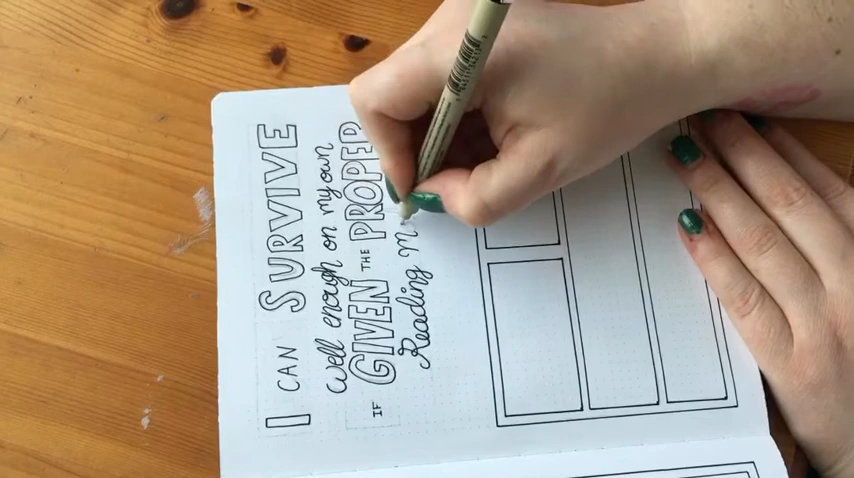 I CAN SURVIVE
well enough on my own
IF GIVEN THE PROPER
Reading